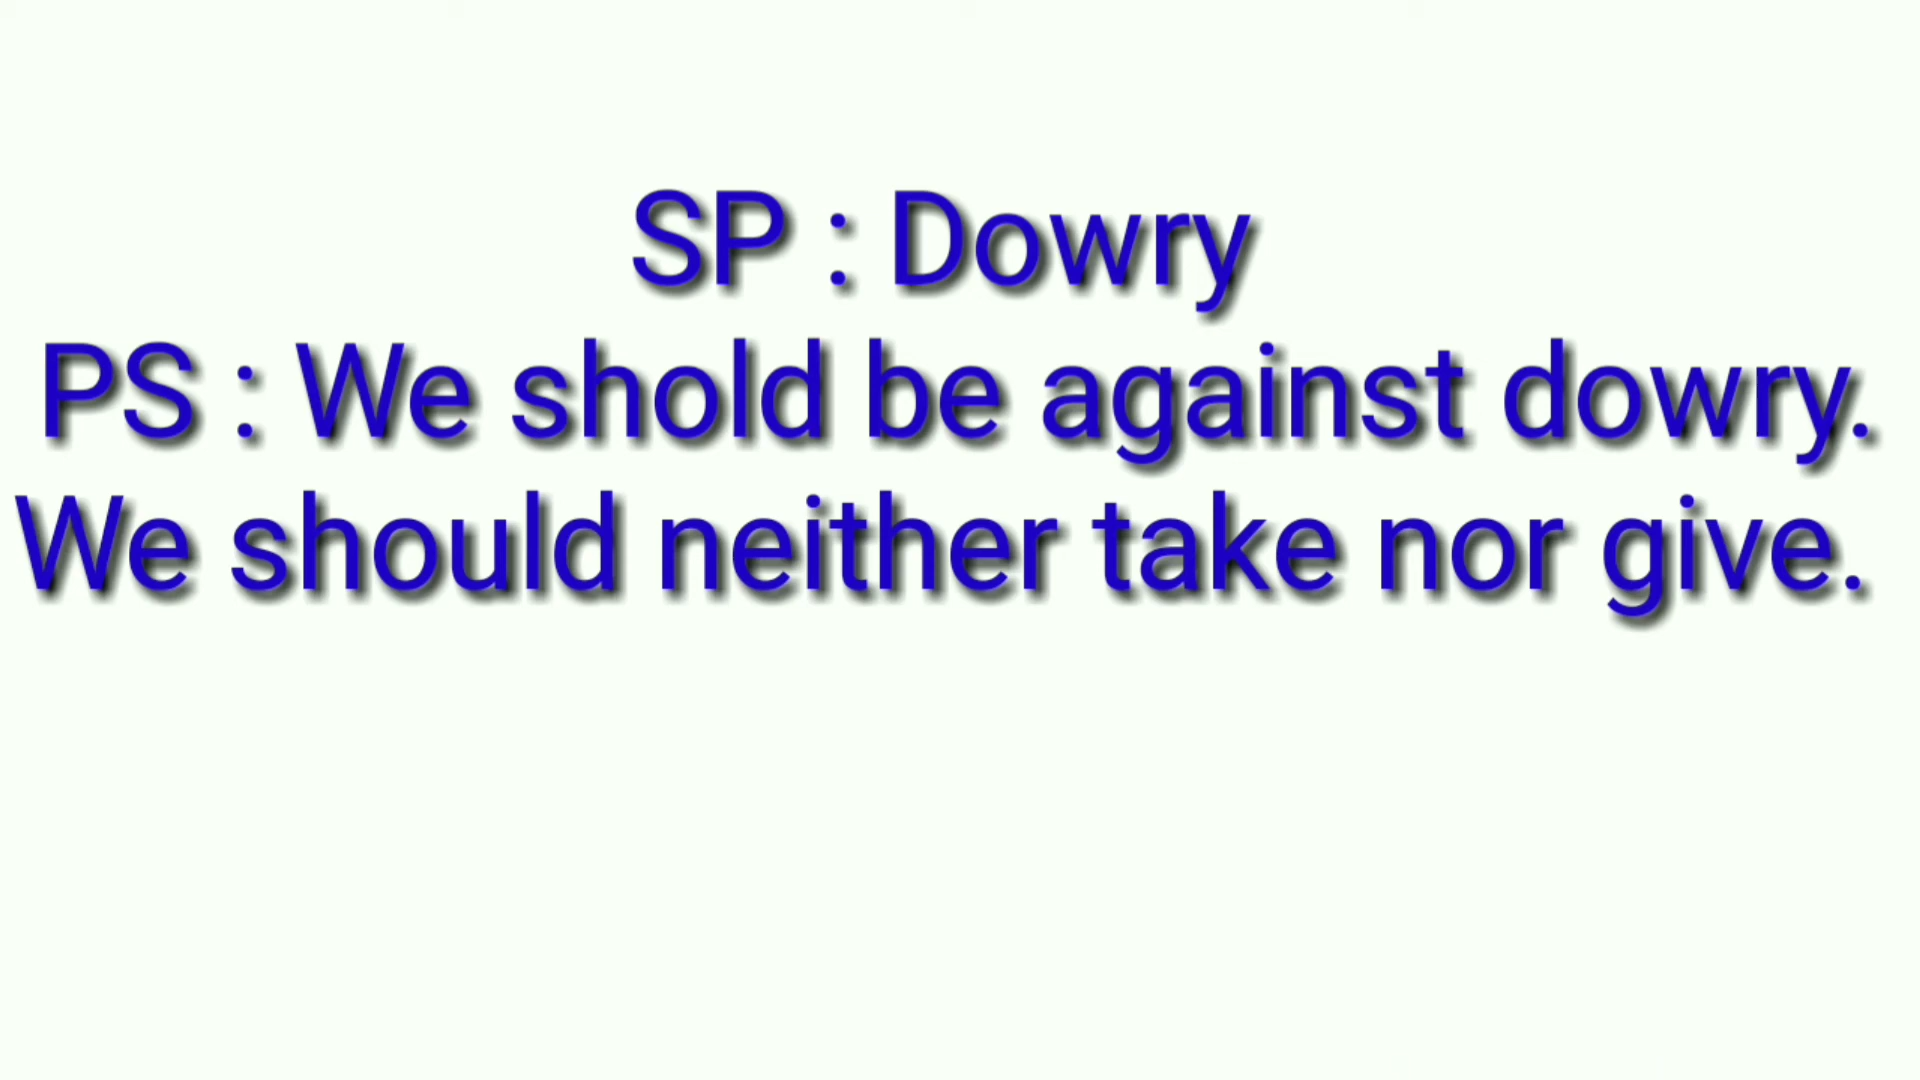 SP : Dowry
PS : We shold be against dowry.
We should neither take nor give.